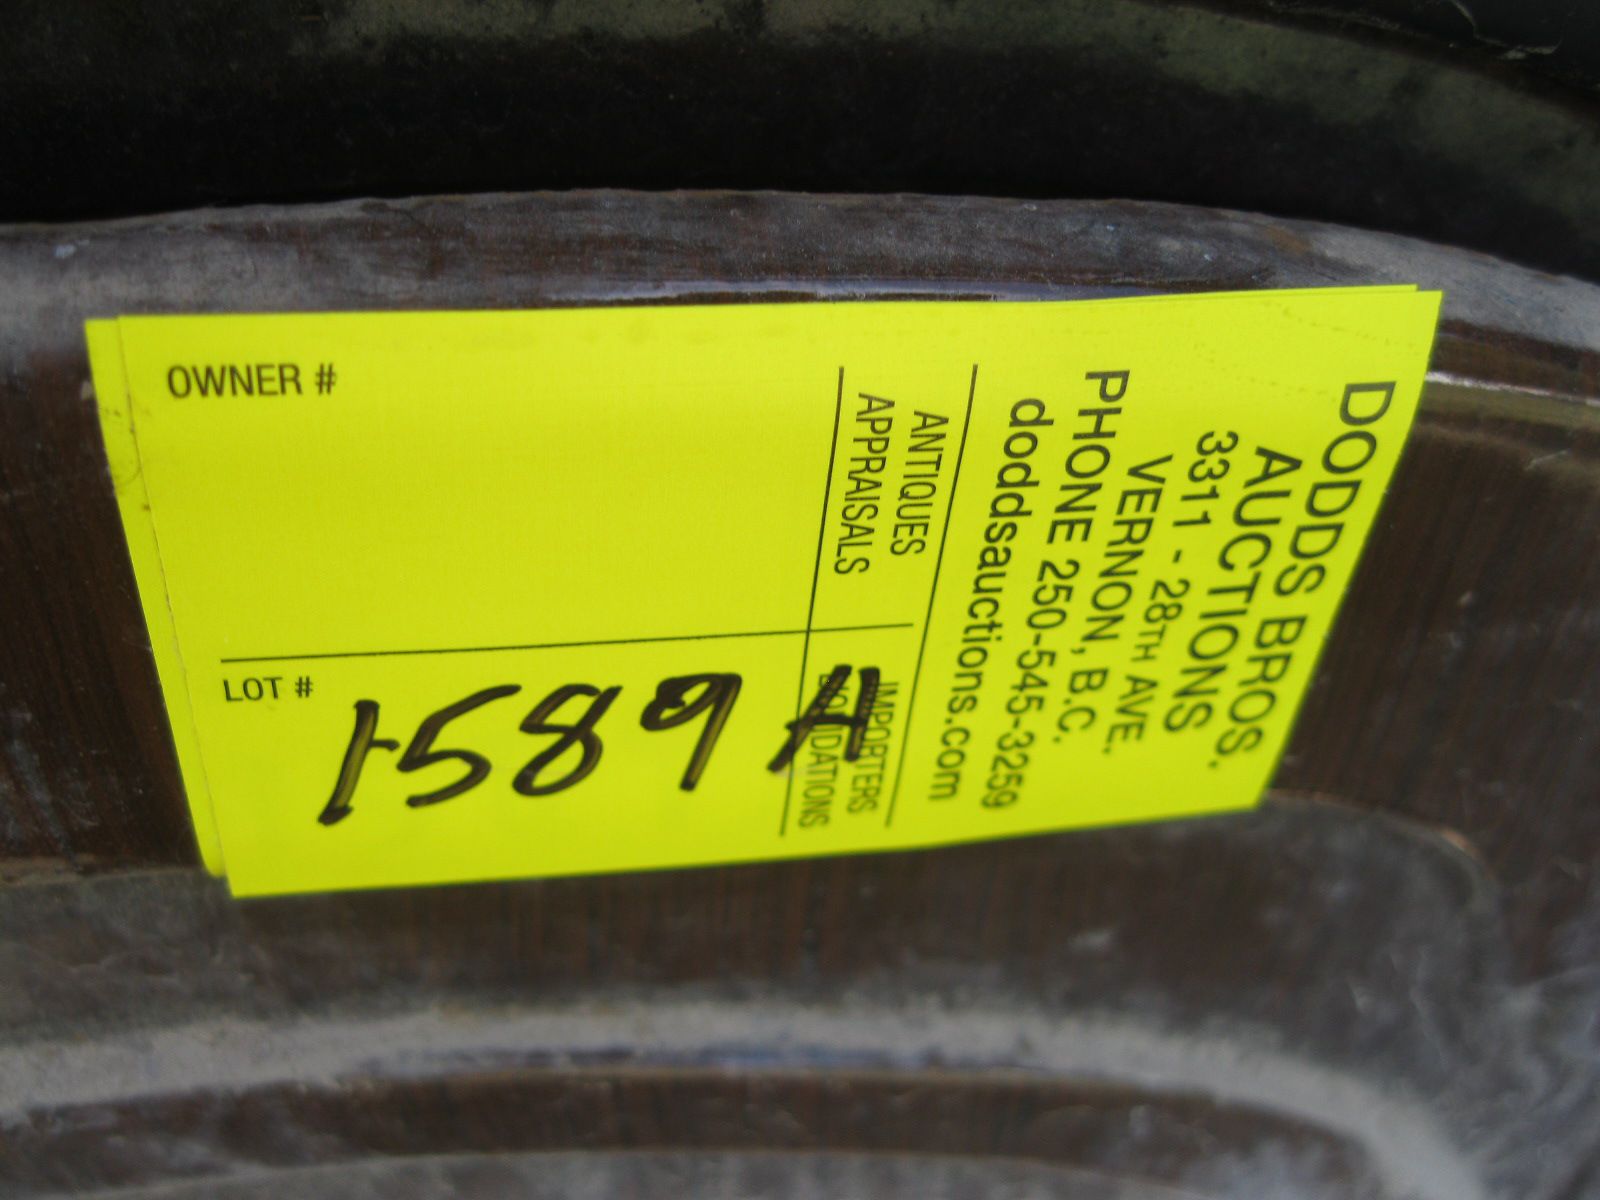 DODDS BROS.
AUCTIONS
3311 - 28TH AVE.
VERNON, B.C.
PHONE 250-545-3259
doddsauctions.com
ANTIQUES
APPRAISALS
IMPORTERS
LIQUIDATIONS
OWNER #
LOT #
1589A